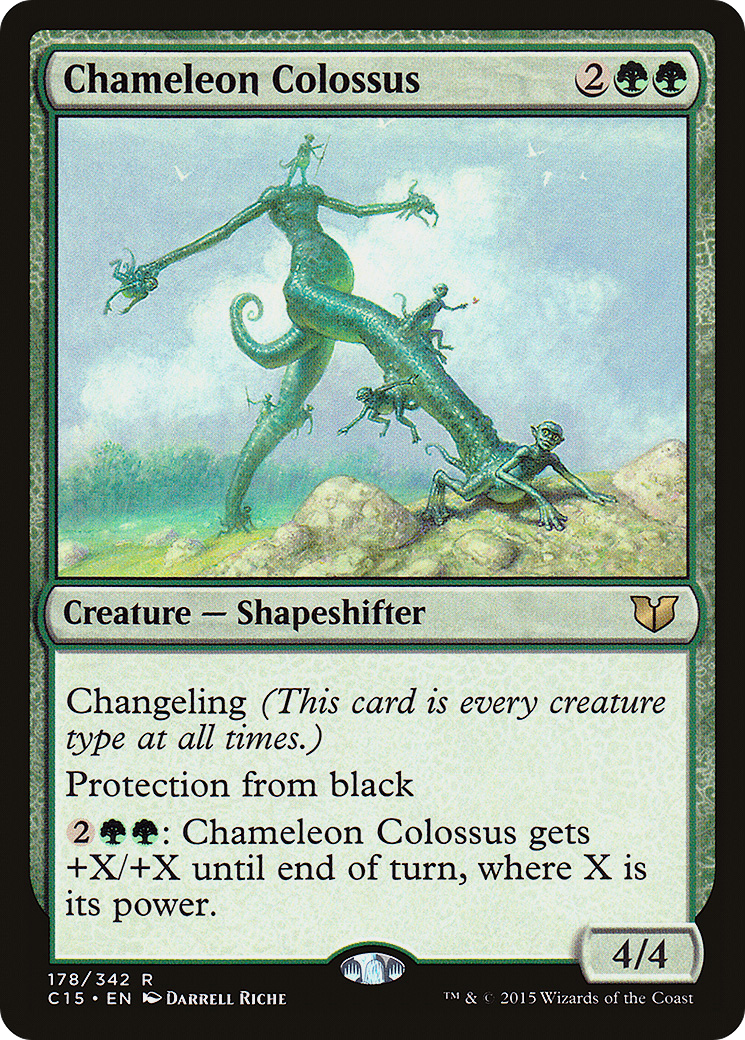 Chameleon Colossus 2
Creature — Shapeshifter
Changeling (This card is every creature
type at all times.)
Protection from black
2: Chameleon Colossus gets
+X/+X until end of turn, where X is
its power.
4/4
178/342 R
C15 • EN Darrell Riche
™ & © 2015 Wizards of the Coast